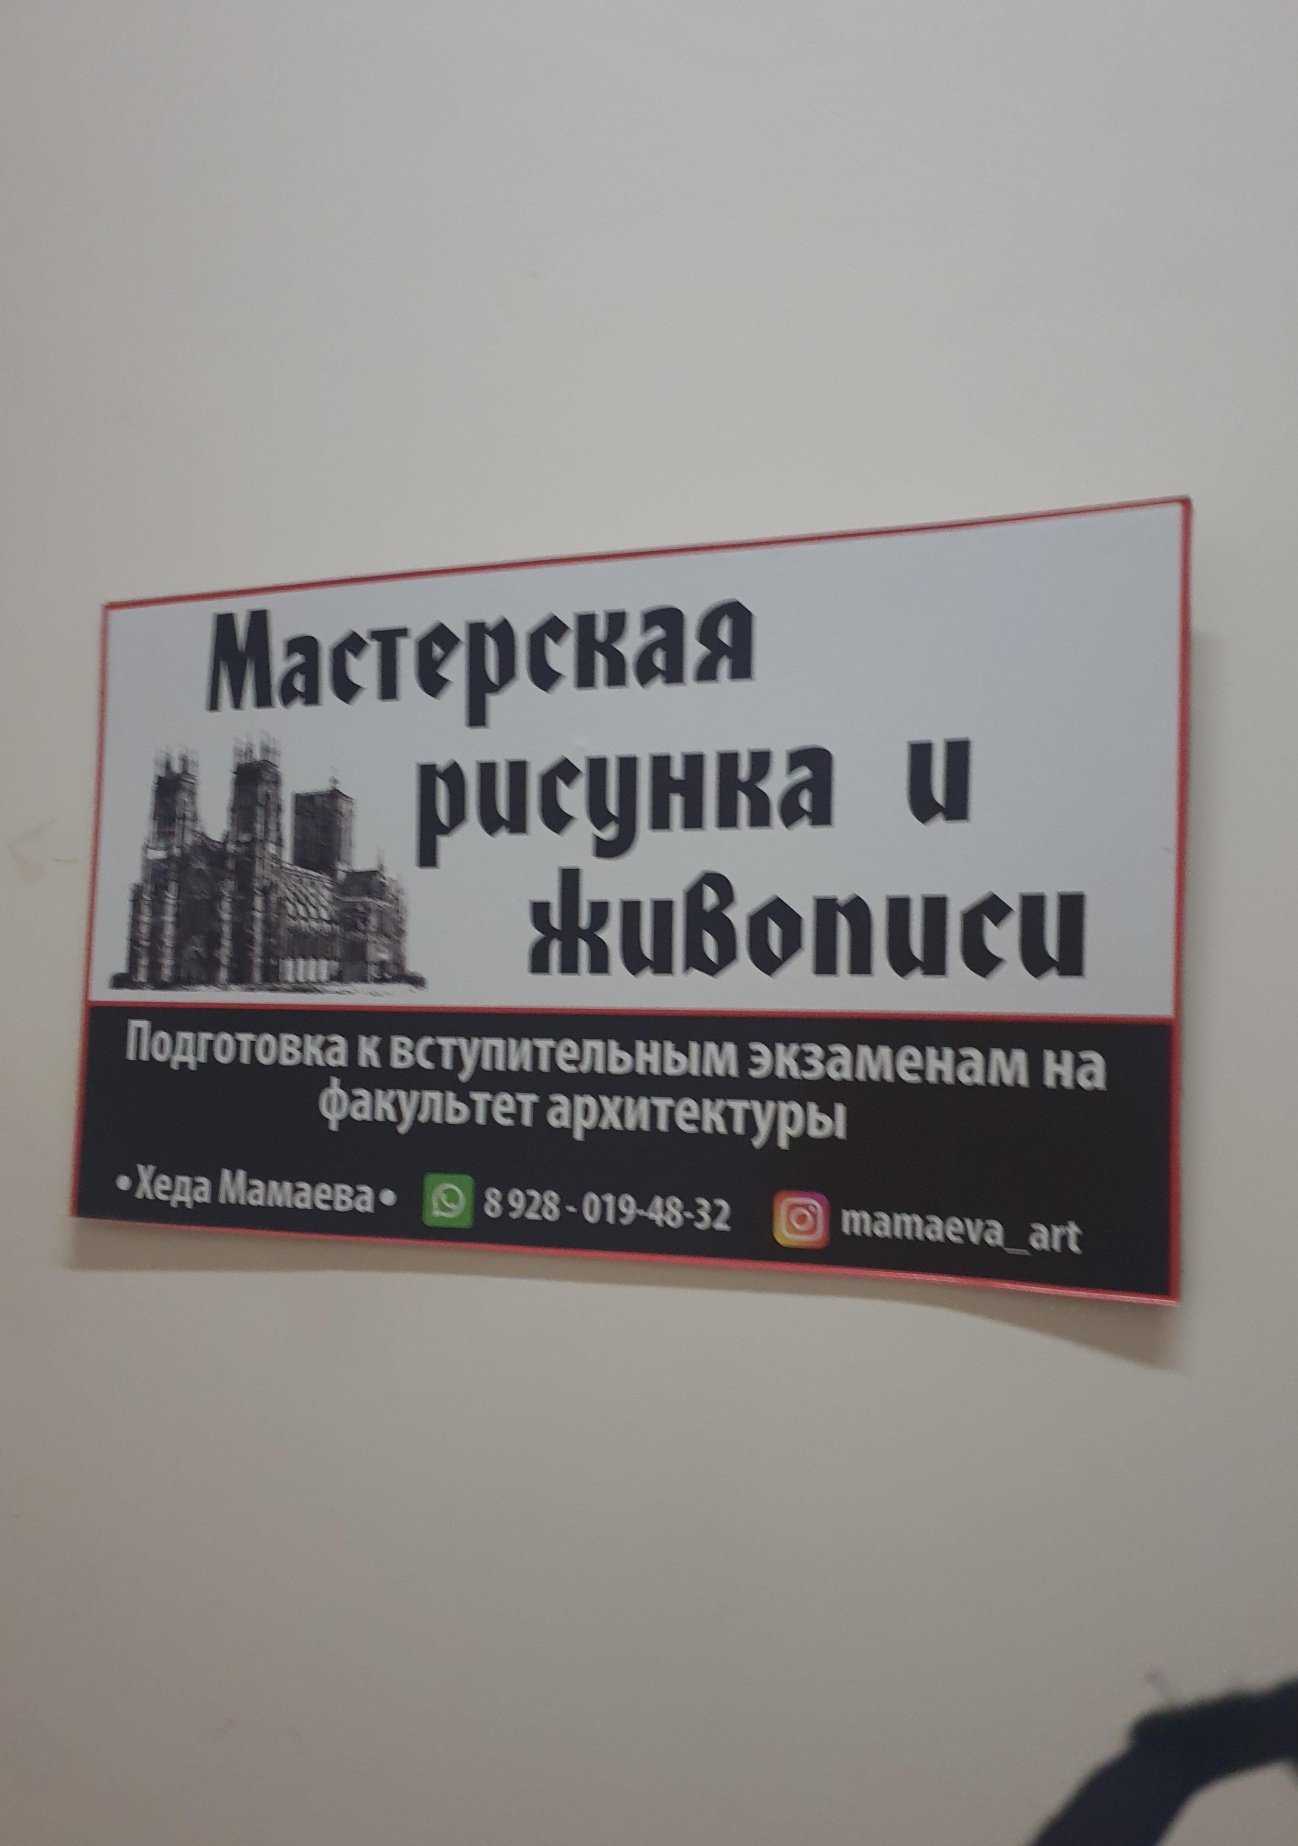 Мастерская
рисунка и
живописи
Подготовка к вступительным экзаменам на
факультет архитектуры
•Хеда Мамаева• 8 928 - 019-48-32 mamaeva_art